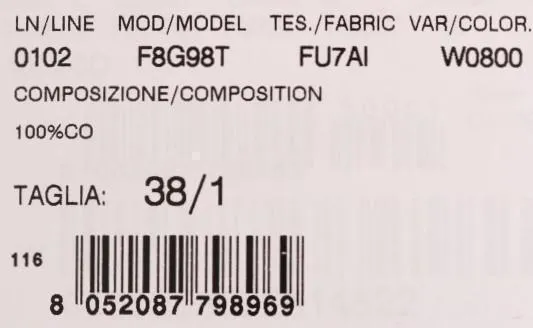 LN/LINE MOD/MODEL TES./FABRIC VAR/COLOR.
0102 F8G98T FU7AI W0800
COMPOSIZIONE/COMPOSITION
100%CO
TAGLIA: 38/1
116
8 052087 798969